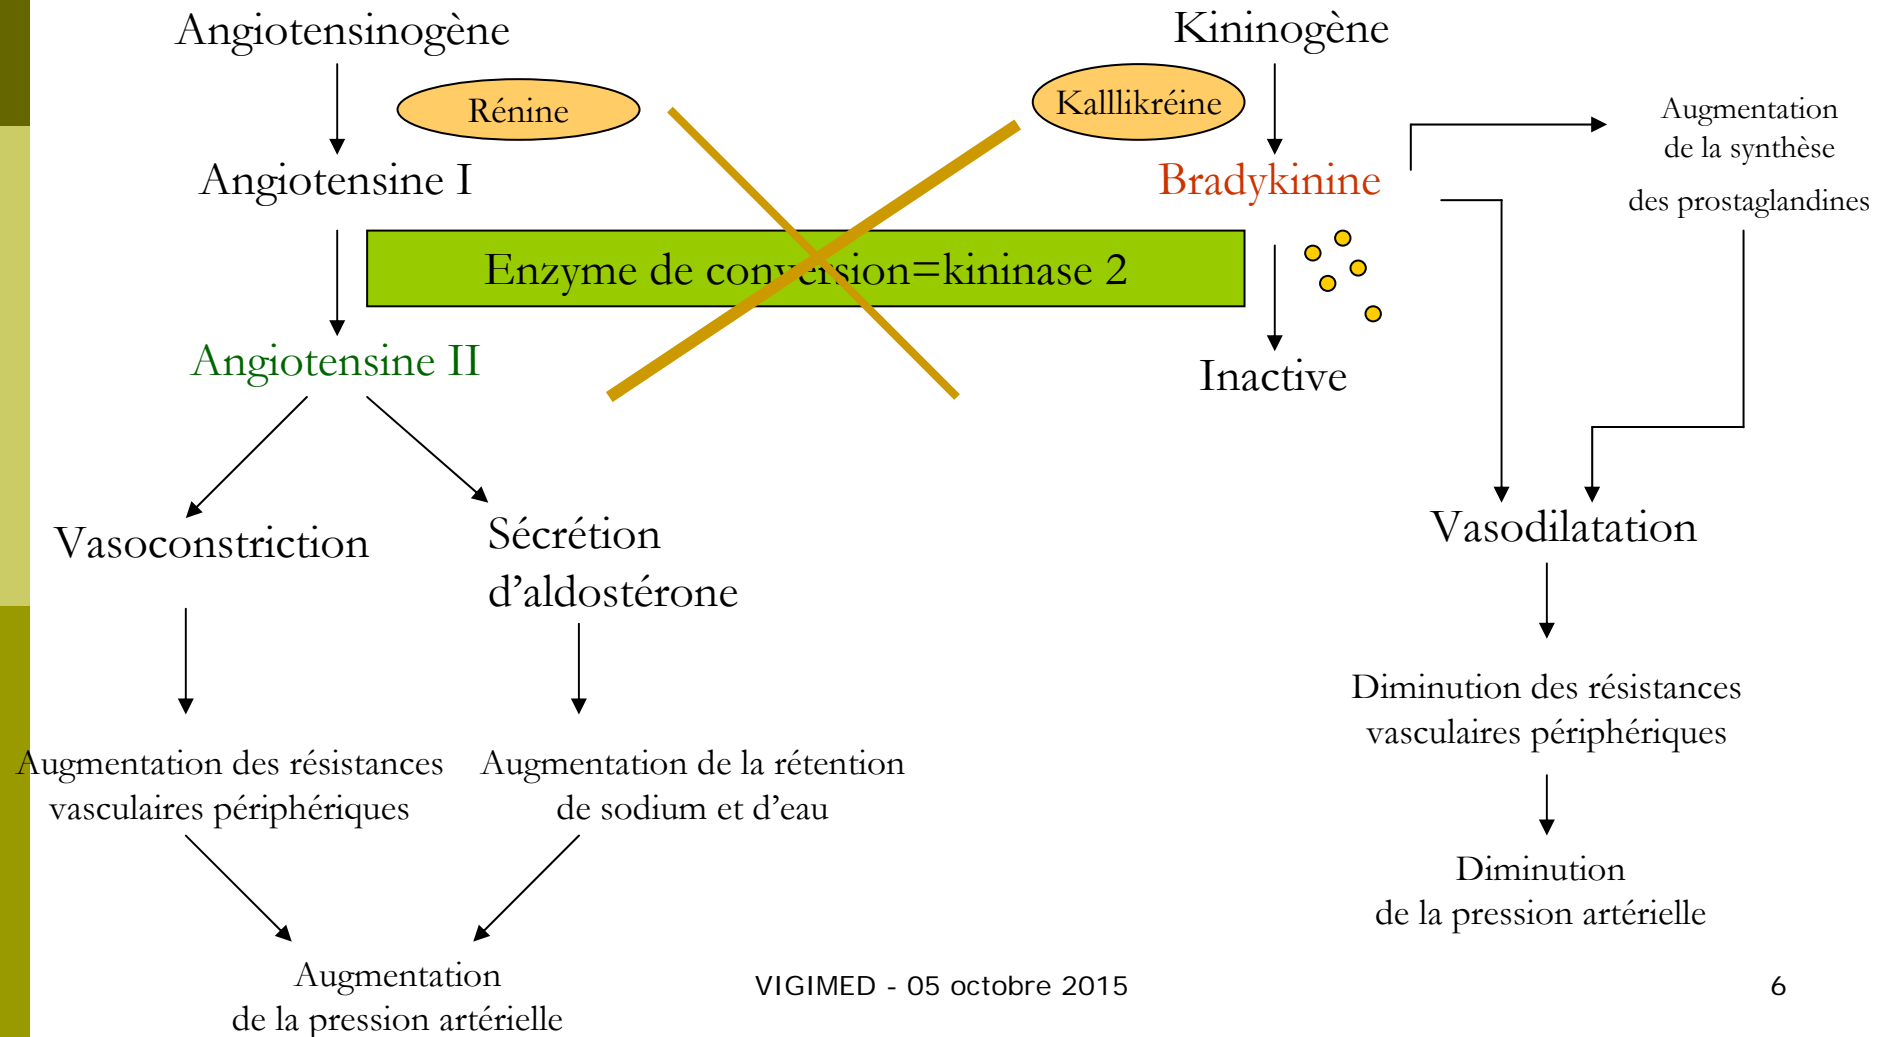 Angiotensinogène
Rénine
Angiotensine I
Kininogène
Kalllikréine
Bradykinine
Augmentation
de la synthèse
des prostaglandines
Enzyme de conversion=kininase 2
Angiotensine II
Inactive
Vasoconstriction
Sécrétion
d’aldostérone
Vasodilatation
Augmentation des résistances
vasculaires périphériques
Augmentation de la rétention
de sodium et d’eau
Diminution des résistances
vasculaires périphériques
Augmentation
de la pression artérielle
Diminution
de la pression artérielle
VIGIMED - 05 octobre 2015
6